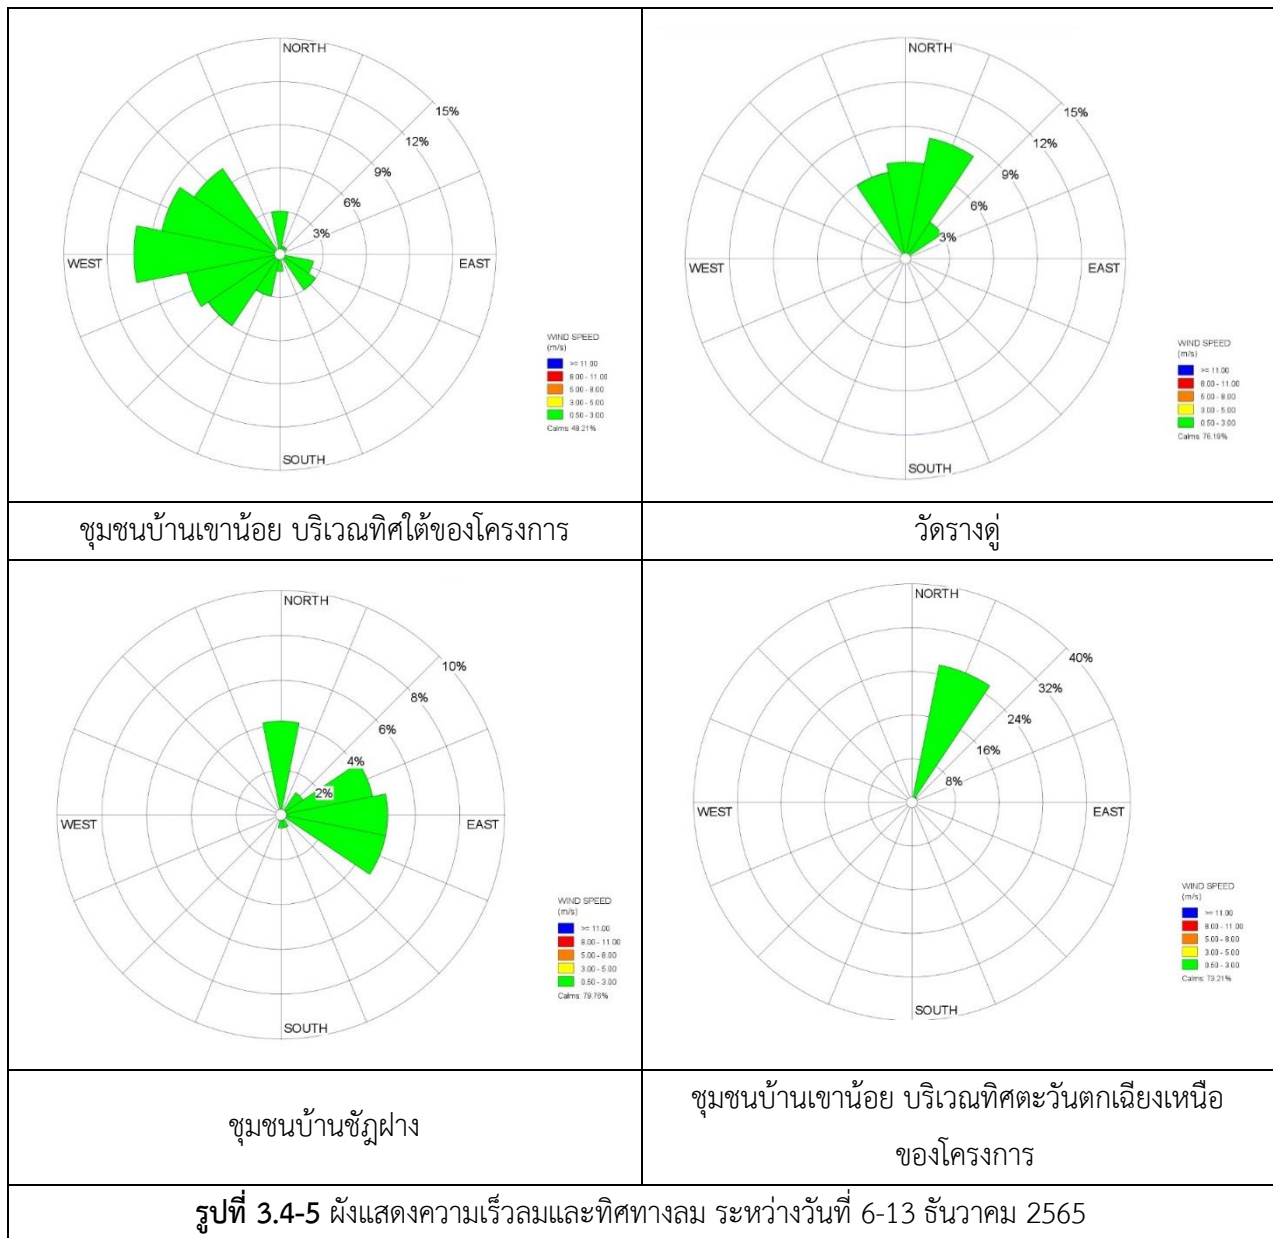 NORTH
15%
12%
9%
6%
3%
WEST
EAST
SOUTH
WIND SPEED
(m/s)
>= 11.00
8.00 - 11.00
5.00 - 8.00
3.00 - 5.00
0.50 - 3.00
Calms: 48.21%
NORTH
15%
12%
9%
6%
3%
WEST
EAST
SOUTH
WIND SPEED
(m/s)
>= 11.00
8.00 - 11.00
5.00 - 8.00
3.00 - 5.00
0.50 - 3.00
Calms: 76.19%
ชุมชนบ้านเขาน้อย บริเวณทิศใต้ของโครงการ
วัดรางดู่
NORTH
10%
8%
6%
4%
2%
WEST
EAST
SOUTH
WIND SPEED
(m/s)
>= 11.00
8.00 - 11.00
5.00 - 8.00
3.00 - 5.00
0.50 - 3.00
Calms: 79.76%
NORTH
40%
32%
24%
16%
8%
WEST
EAST
SOUTH
WIND SPEED
(m/s)
>= 11.00
8.00 - 11.00
5.00 - 8.00
3.00 - 5.00
0.50 - 3.00
Calms: 73.21%
ชุมชนบ้านชัฎฝาง
ชุมชนบ้านเขาน้อย บริเวณทิศตะวันตกเฉียงเหนือ
ของโครงการ
รูปที่ 3.4-5 ผังแสดงความเร็วลมและทิศทางลม ระหว่างวันที่ 6-13 ธันวาคม 2565